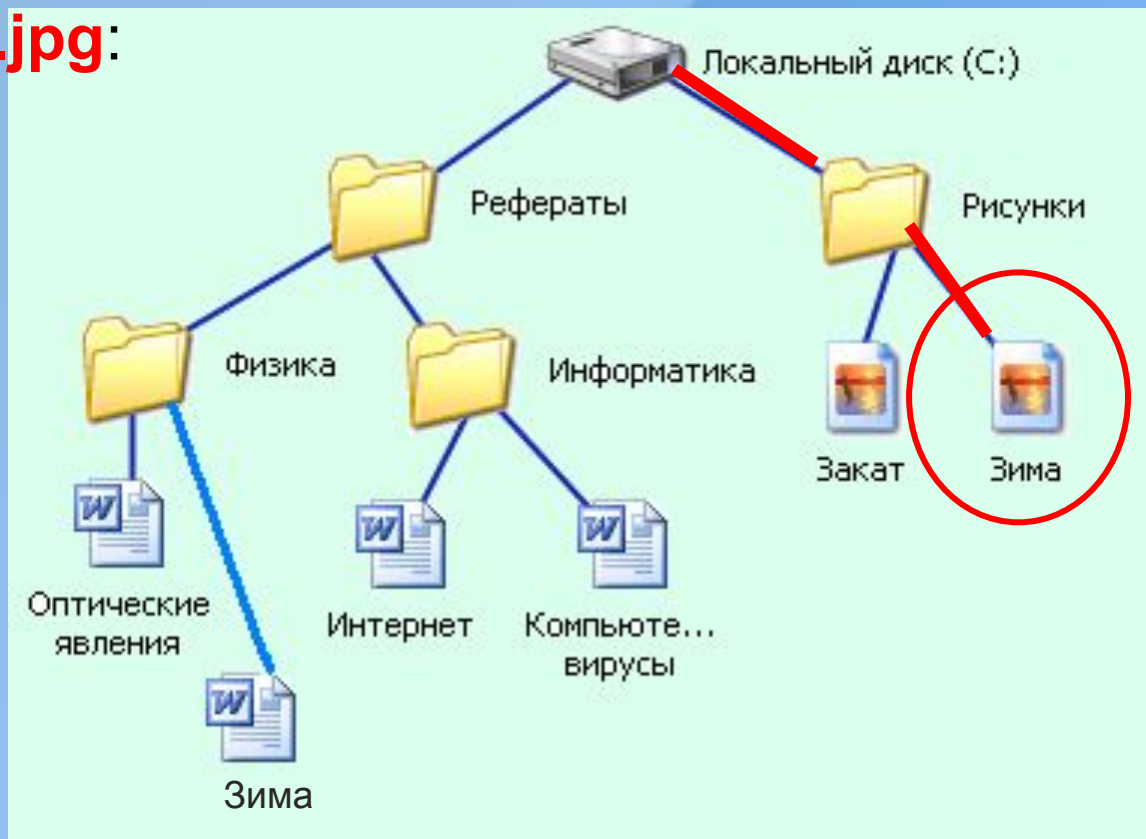 .jpg:
Локальный диск (C:)
Рефераты
Рисунки
Физика
Информатика
Закат
Зима
Оптические
явления
Интернет
Компьюте...
вирусы
Зима